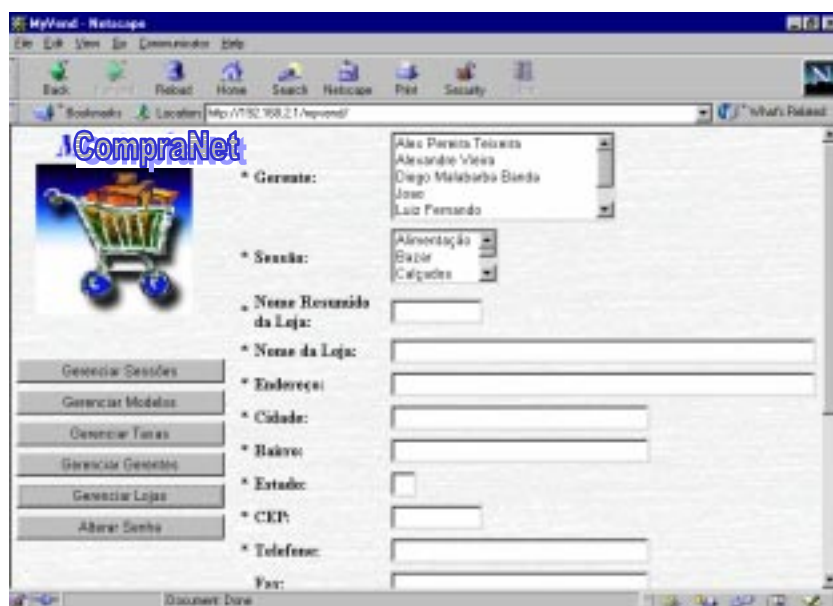 MyVend - Netscape
File Edit View Go Communicator Help
Back Forward Reload Home Search Netscape Print Security
Bookmarks Location: http://192.168.2.1/myvend/ What's Related
CompraNet
* Gerente:
Alex Pereira Teixeira
Alexandre Vieira
Diego Malabarba Banda
Joao
Luiz Fernando
* Sessão:
Alimentação
Bazar
Calçados
* Nome Resumido
da Loja:
* Nome da Loja:
* Endereço:
* Cidade:
* Bairro:
* Estado:
* CEP:
* Telefone:
Fax:
Gerenciar Sessões
Gerenciar Modelos
Gerenciar Taxas
Gerenciar Gerentes
Gerenciar Lojas
Alterar Senha
Document: Done